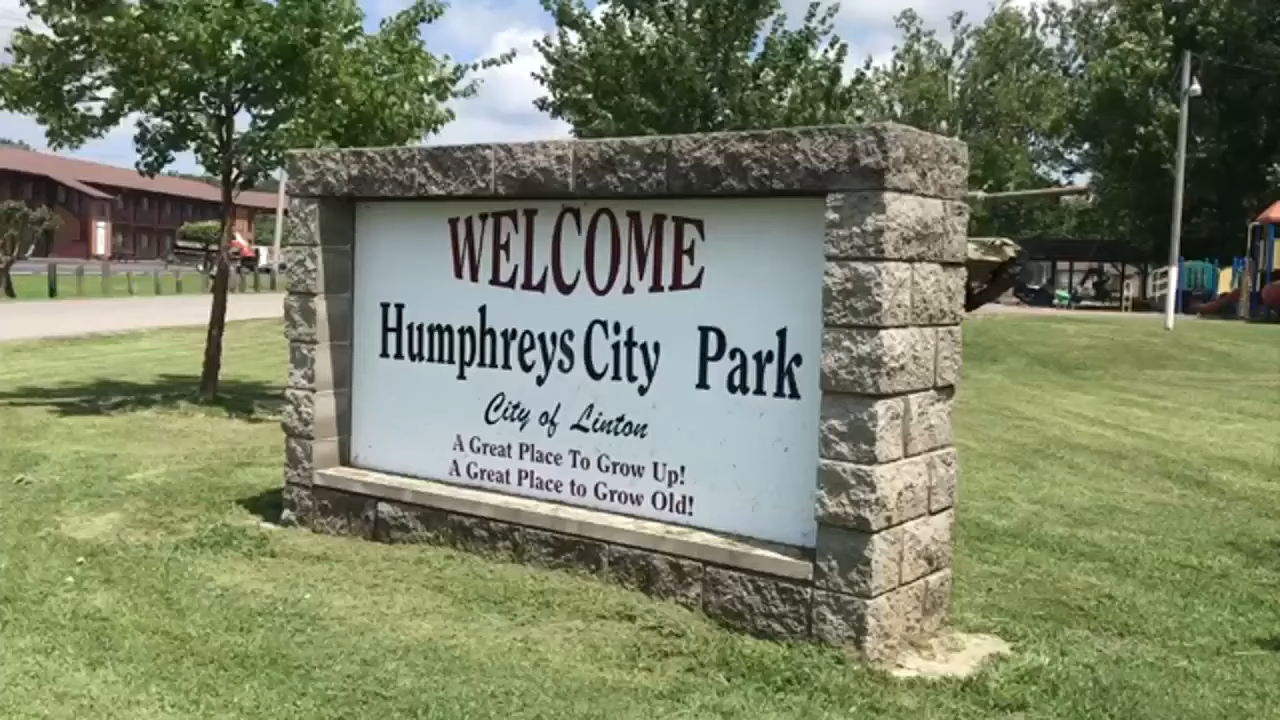 WELCOME
Humphreys City Park
City of Linton
A Great Place To Grow Up!
A Great Place to Grow Old!